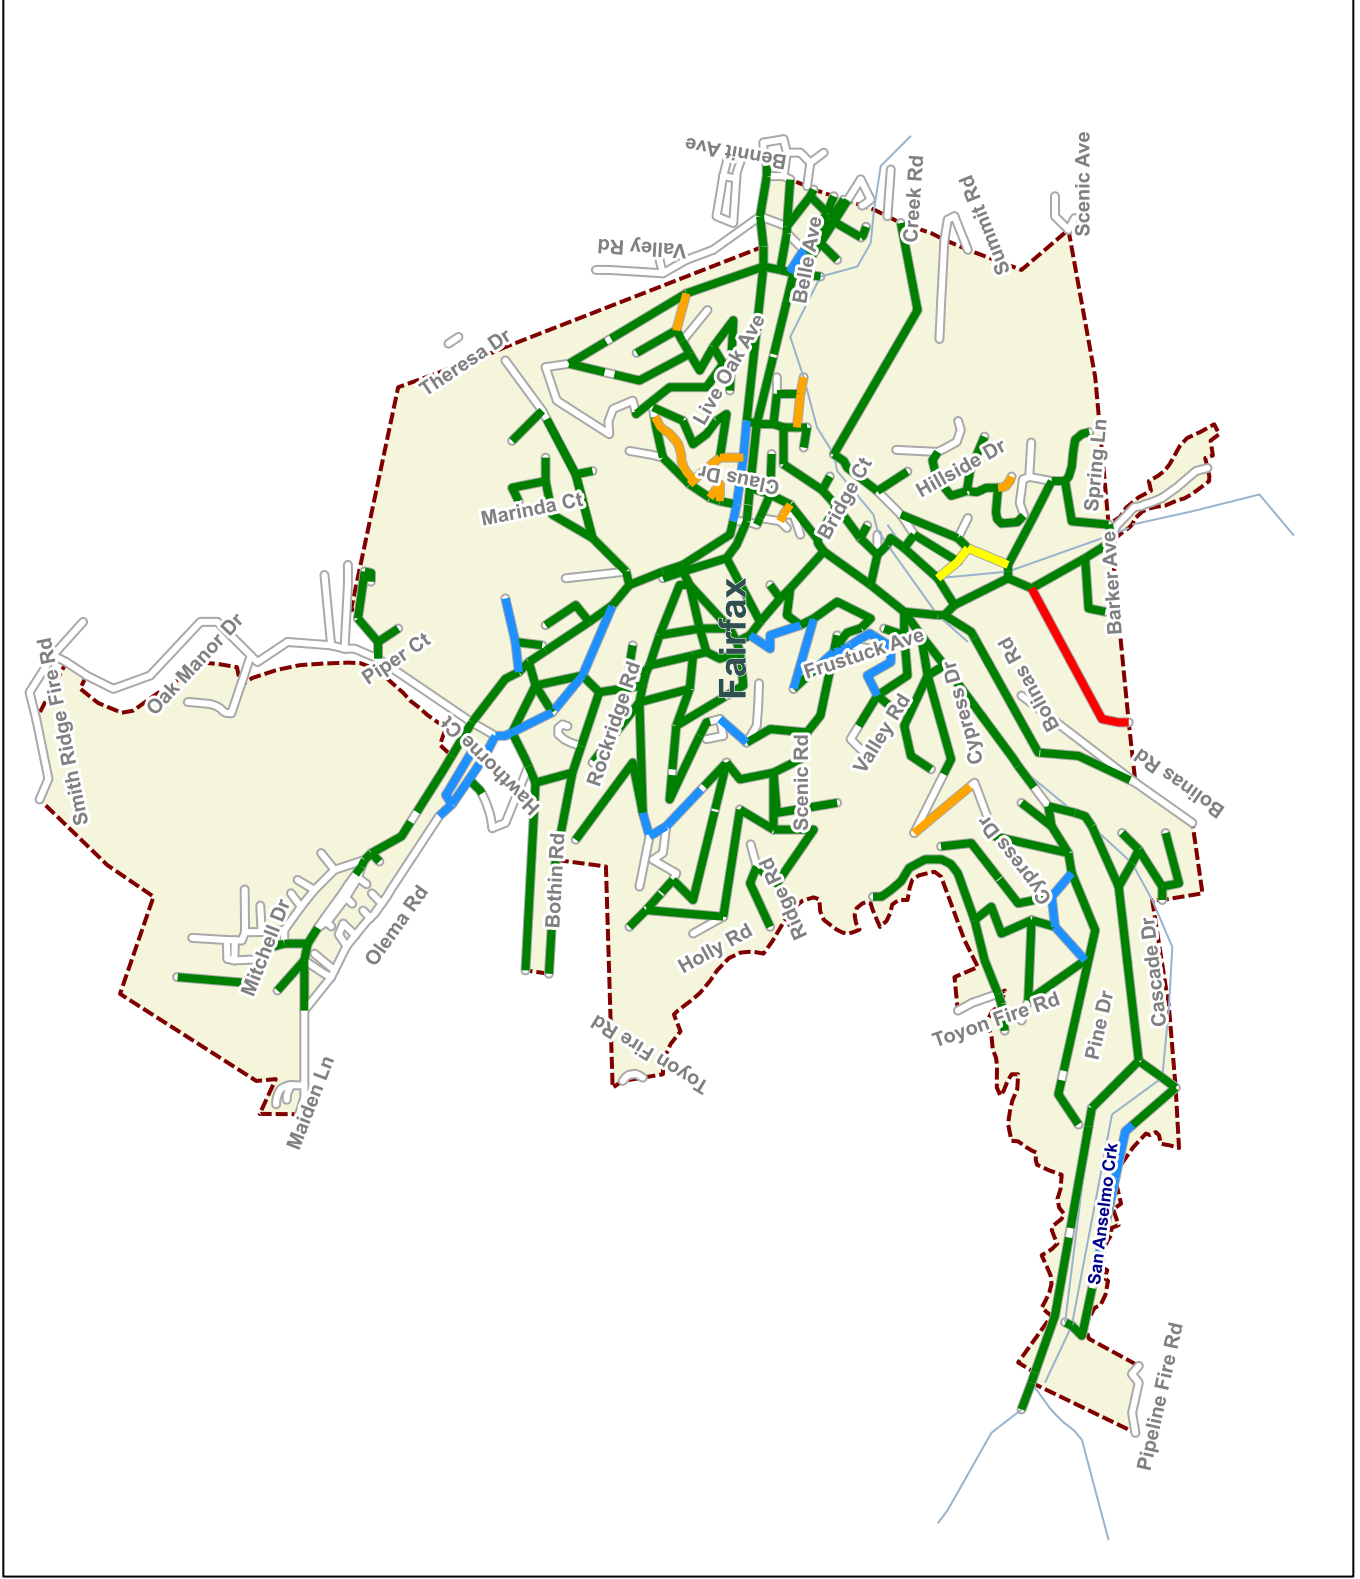 Bennit Ave
Scenic Ave
Creek Rd
Summit Rd
Valley Rd
Belle Ave
Theresa Dr
Live Oak Ave
Claus Dr
Bridge Ct
Hillside Dr
Spring Ln
Marinda Ct
Barker Ave
Fairfax
Oak Manor Dr
Piper Ct
Smith Ridge Fire Rd
Frustuck Ave
Bolinas Rd
Cypress Dr
Valley Rd
Rockridge Rd
Scenic Rd
Hawthorne Ct
Bolinas Rd
Cypress Dr
Bothin Rd
Ridge Rd
Holly Rd
Olema Rd
Mitchell Dr
Cascade Dr
Toyon Fire Rd
Pine Dr
Toyon Fire Rd
Maiden Ln
San Anselmo Crk
Pipeline Fire Rd